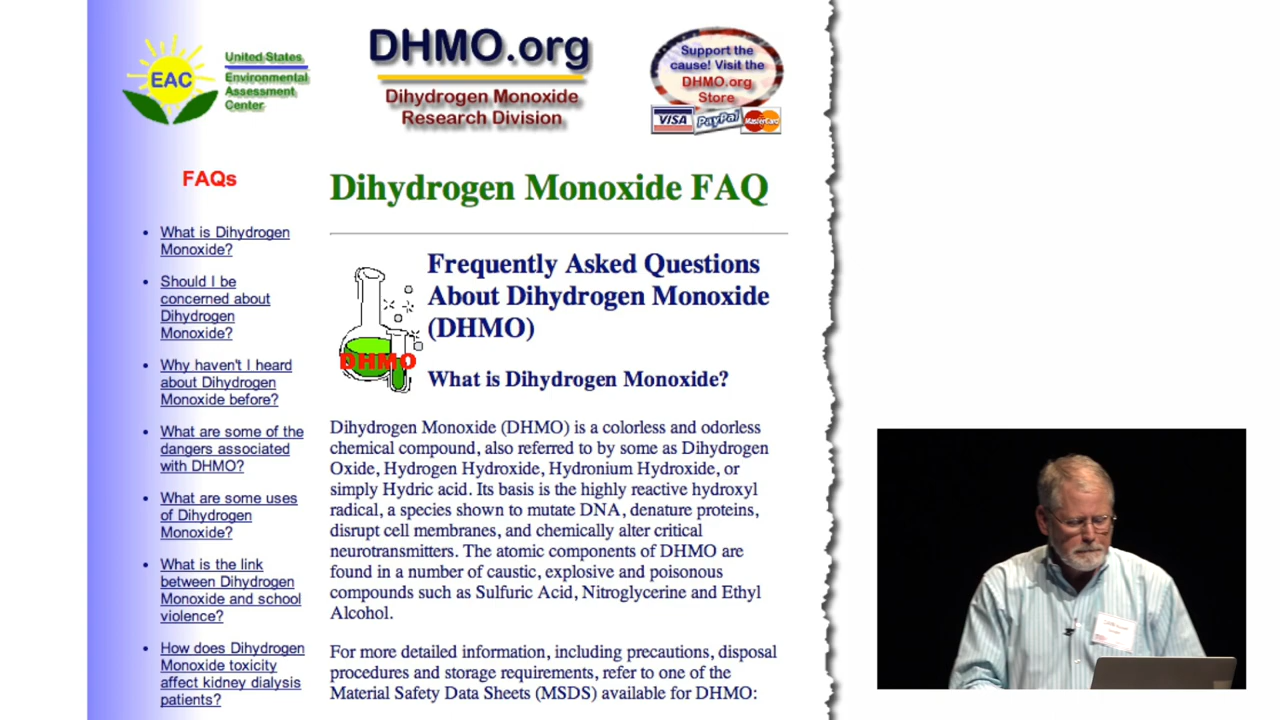 EAC
United States
Environmental
Assessment
Center
DHMO.org
Dihydrogen Monoxide
Research Division
Support the
cause! Visit the
DHMO.org
Store
VISA
PayPal
MasterCard
FAQs
• What is Dihydrogen
Monoxide?
• Should I be
concerned about
Dihydrogen
Monoxide?
• Why haven't I heard
about Dihydrogen
Monoxide before?
• What are some of the
dangers associated
with DHMO?
• What are some uses
of Dihydrogen
Monoxide?
• What is the link
between Dihydrogen
Monoxide and school
violence?
• How does Dihydrogen
Monoxide toxicity
affect kidney dialysis
patients?
Dihydrogen Monoxide FAQ
DHMO
Frequently Asked Questions
About Dihydrogen Monoxide
(DHMO)
What is Dihydrogen Monoxide?
Dihydrogen Monoxide (DHMO) is a colorless and odorless
chemical compound, also referred to by some as Dihydrogen
Oxide, Hydrogen Hydroxide, Hydronium Hydroxide, or
simply Hydric acid. Its basis is the highly reactive hydroxyl
radical, a species shown to mutate DNA, denature proteins,
disrupt cell membranes, and chemically alter critical
neurotransmitters. The atomic components of DHMO are
found in a number of caustic, explosive and poisonous
compounds such as Sulfuric Acid, Nitroglycerine and Ethyl
Alcohol.
For more detailed information, including precautions, disposal
procedures and storage requirements, refer to one of the
Material Safety Data Sheets (MSDS) available for DHMO: